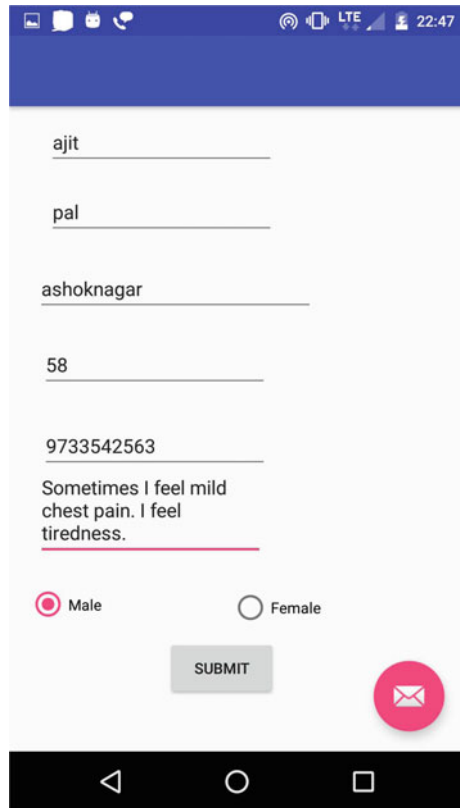 LTE 22:47
ajit
pal
ashoknagar
58
9733542563
Sometimes I feel mild
chest pain. I feel
tiredness.
Male Female
SUBMIT